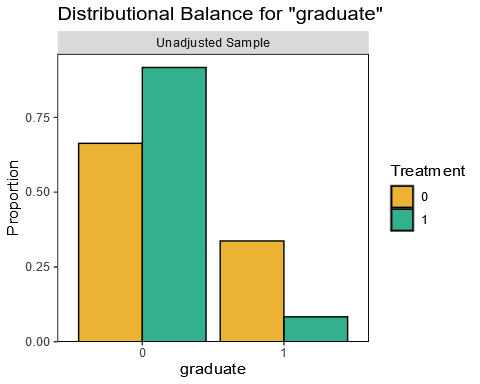 Distributional Balance for "graduate"
Unadjusted Sample
Proportion
0.75
0.50
0.25
0.00
0
1
graduate
Treatment
0
1